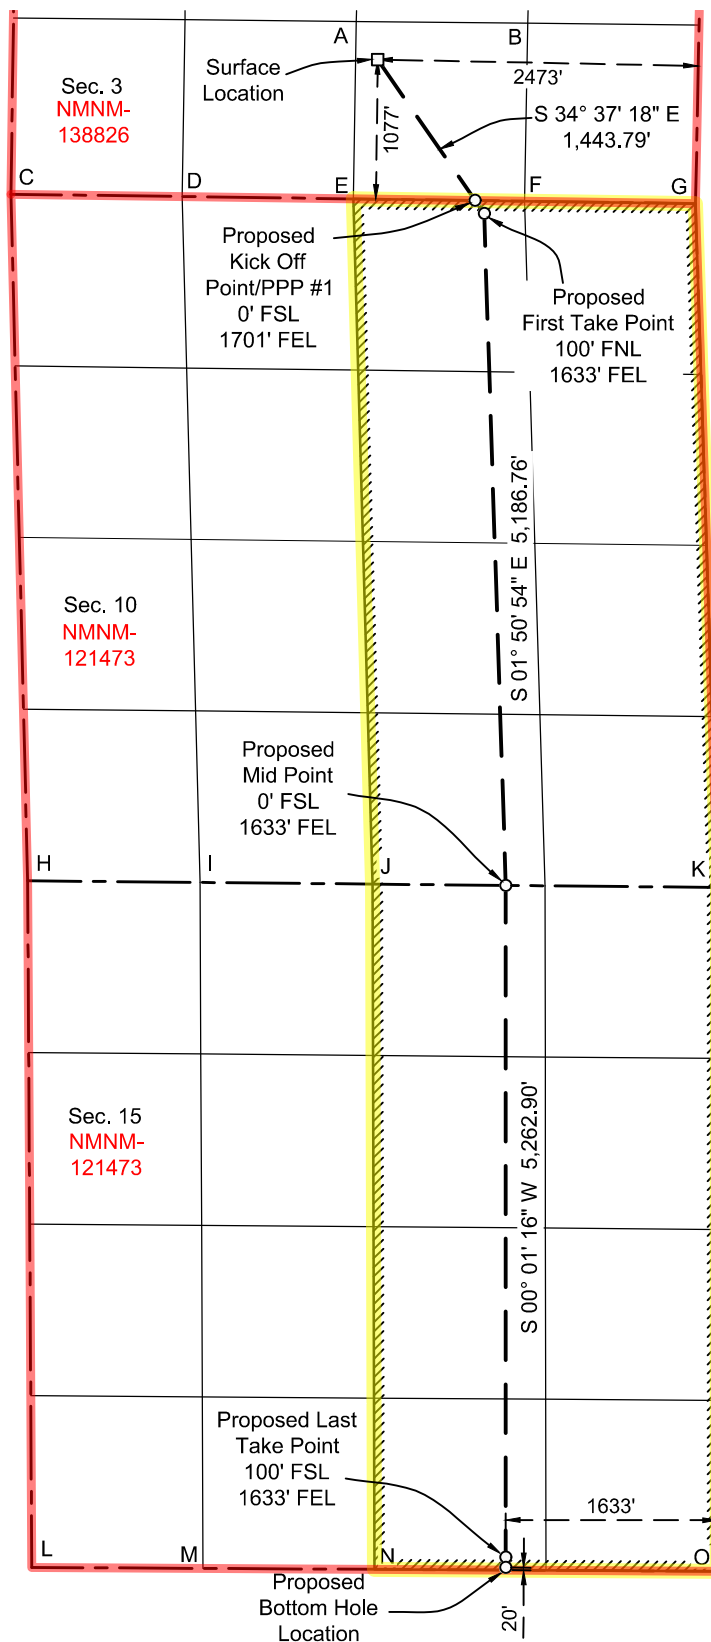 A
B
Surface
Location
2473'
Sec. 3
NMNM-
138826
1077'
S 34° 37' 18" E
1,443.79'
C
D
E
F
G
Proposed
Kick Off
Point/PPP #1
0' FSL
1701' FEL
Proposed
First Take Point
100' FNL
1633' FEL
S 01° 50' 54" E 5,186.76'
Sec. 10
NMNM-
121473
Proposed
Mid Point
0' FSL
1633' FEL
H
I
J
K
Sec. 15
NMNM-
121473
S 00° 01' 16" W 5,262.90'
Proposed Last
Take Point
100' FSL
1633' FEL
1633'
L
M
N
O
Proposed
Bottom Hole
Location
20'